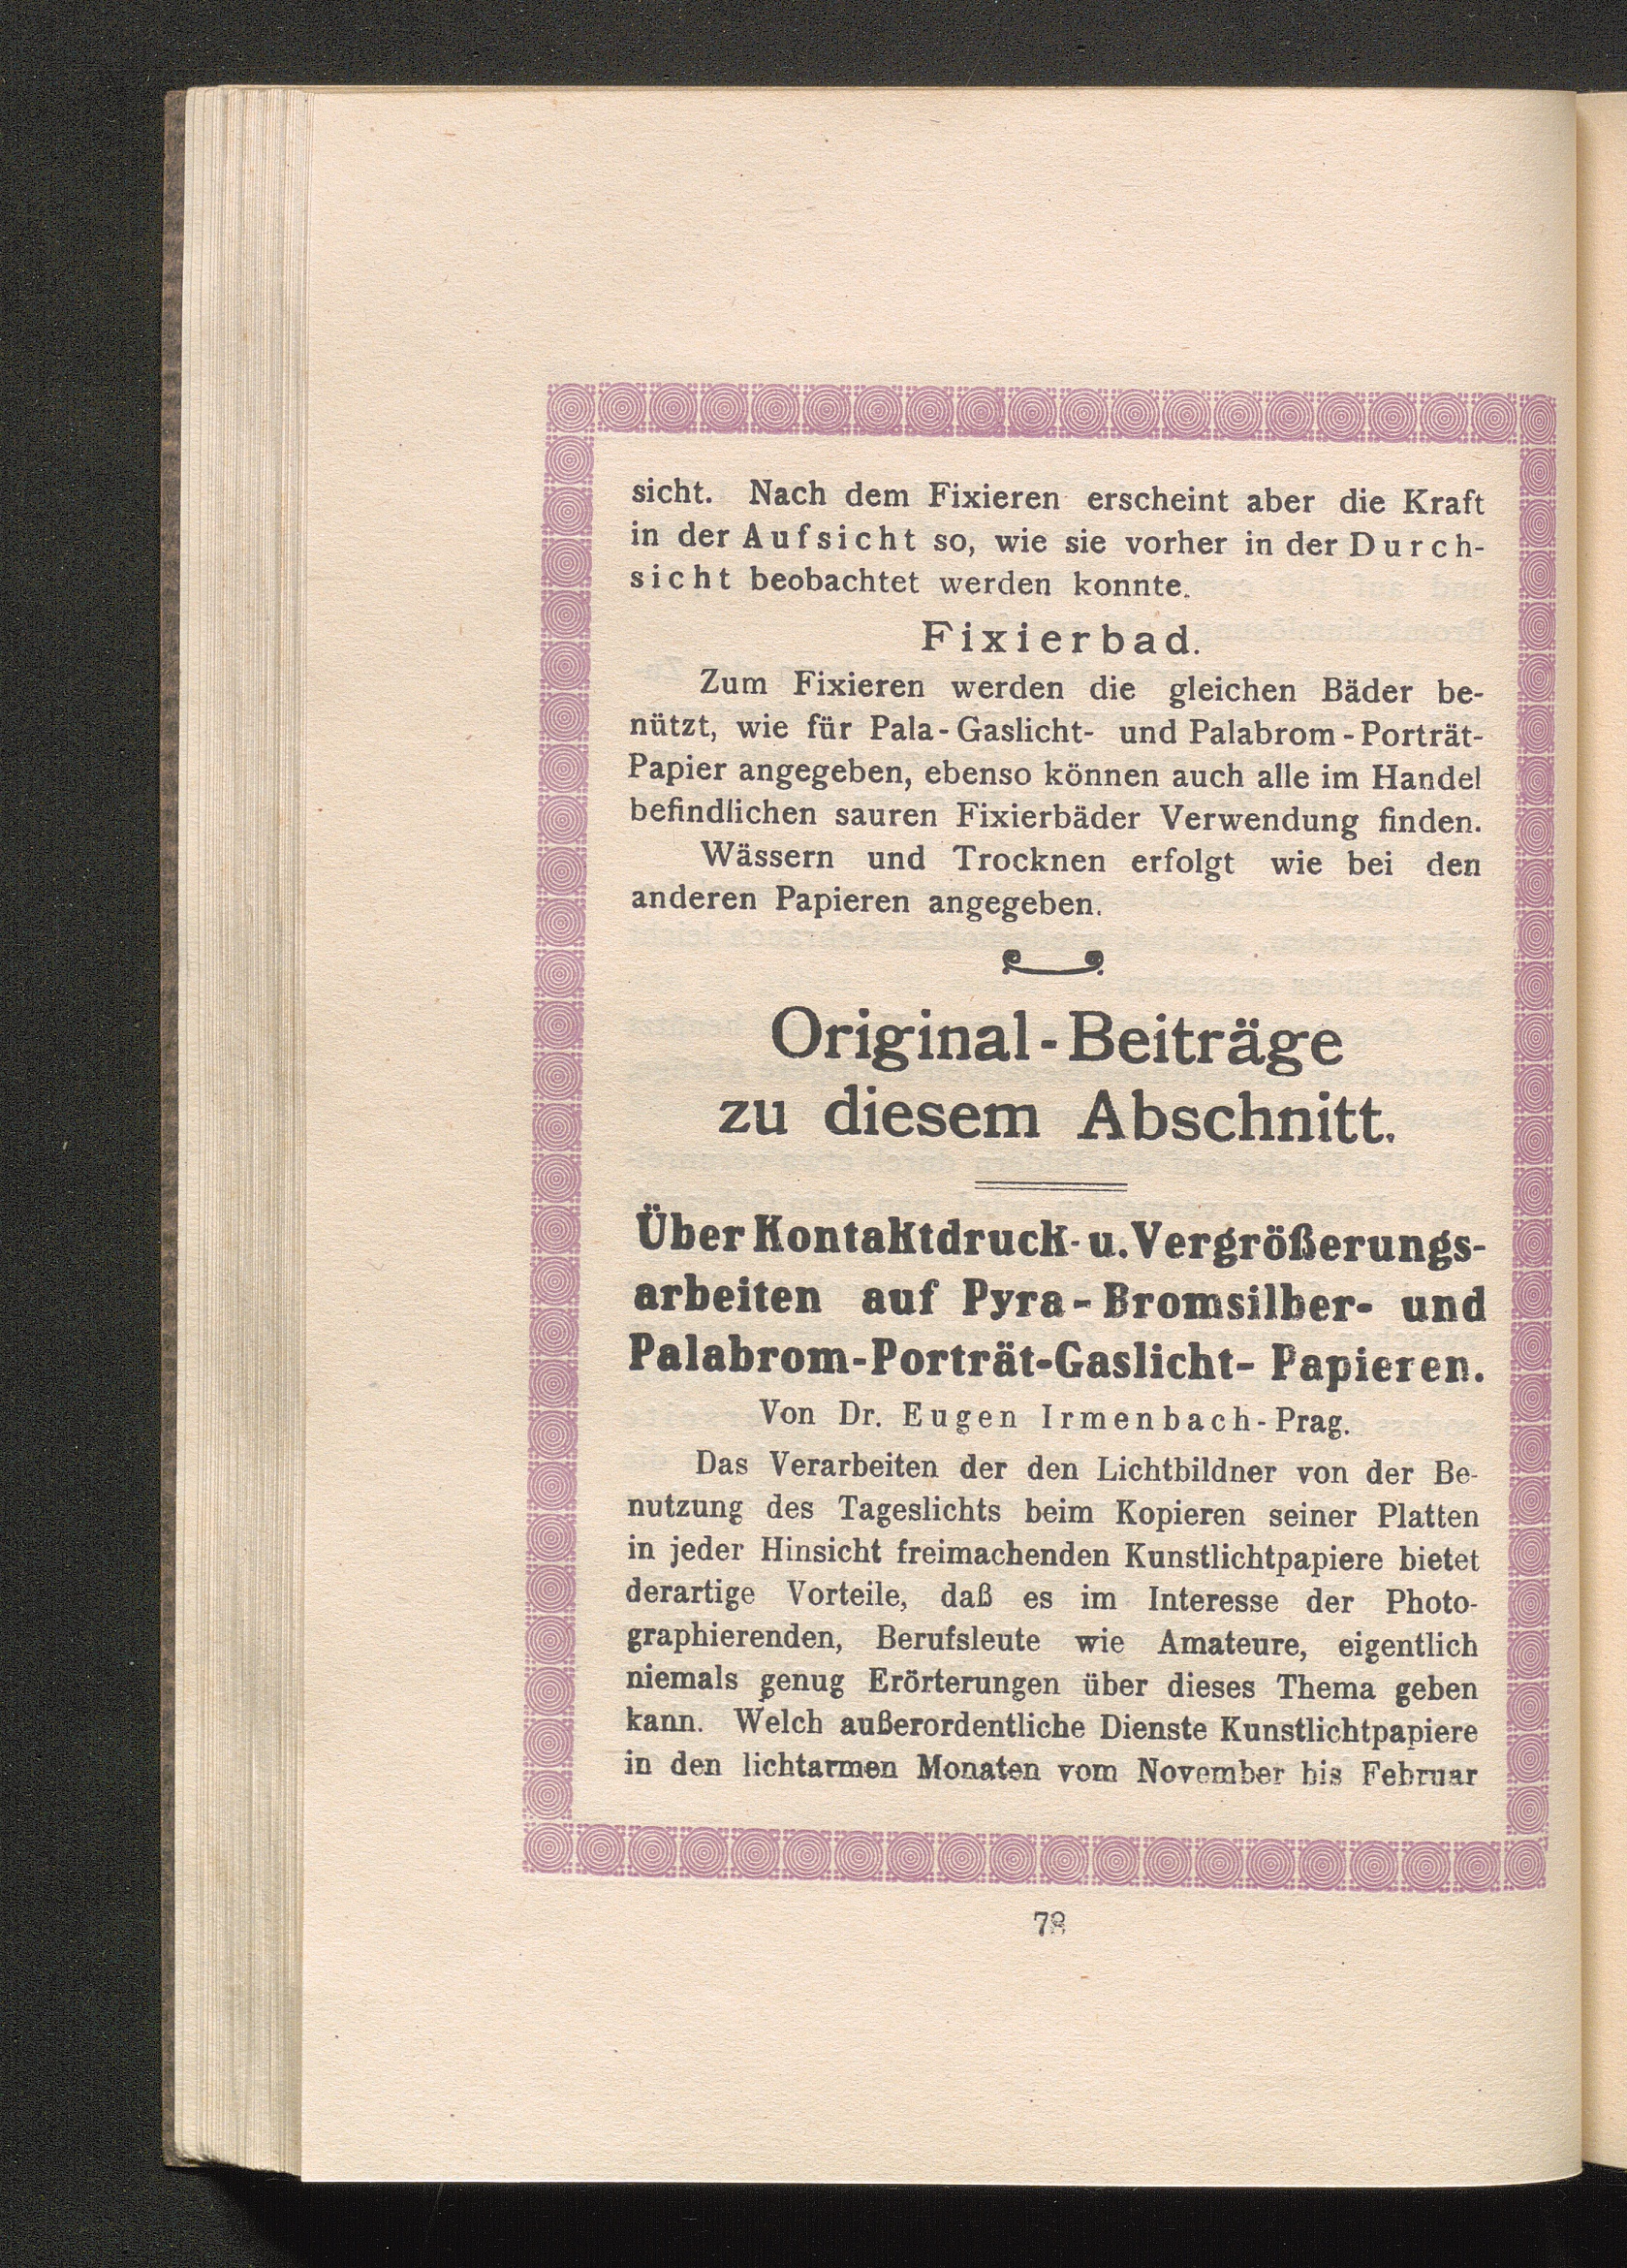 sicht. Nach dem Fixieren erscheint aber die Kraft
in der Aufsicht so, wie sie vorher in der Durch-
sicht beobachtet werden konnte.
Fixierbad.
Zum Fixieren werden die gleichen Bäder be-
nützt, wie für Pala-Gaslicht- und Palabrom-Porträt-
Papier angegeben, ebenso können auch alle im Handel
befindlichen sauren Fixierbäder Verwendung finden.
Wässern und Trocknen erfolgt wie bei den
anderen Papieren angegeben.
Original-Beiträge
zu diesem Abschnitt.
Über Kontaktdruck- u. Vergrößerungs-
arbeiten auf Pyra-Bromsilber- und
Palabrom-Porträt-Gaslicht-Papieren.
Von Dr. Eugen Irmenbach-Prag.
Das Verarbeiten der den Lichtbildner von der Be-
nutzung des Tageslichts beim Kopieren seiner Platten
in jeder Hinsicht freimachenden Kunstlichtpapiere bietet
derartige Vorteile, daß es im Interesse der Photo-
graphierenden, Berufsleute wie Amateure, eigentlich
niemals genug Erörterungen über dieses Thema geben
kann. Welch außerordentliche Dienste Kunstlichtpapiere
in den lichtarmen Monaten vom November bis Februar
78